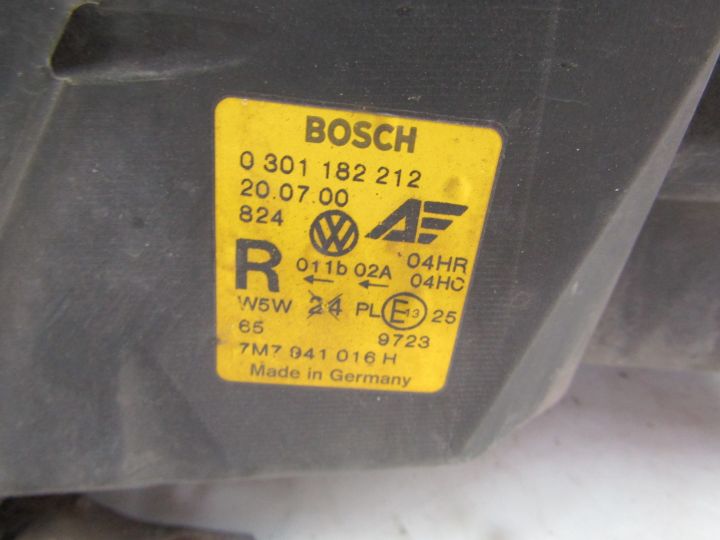 BOSCH
0 301 182 212
20.07.00
824
AE
R
04HR
011b 02A 04HC
← ←
W5W 24 PL E13 25
65 9723
7M7 941 016 H
Made in Germany